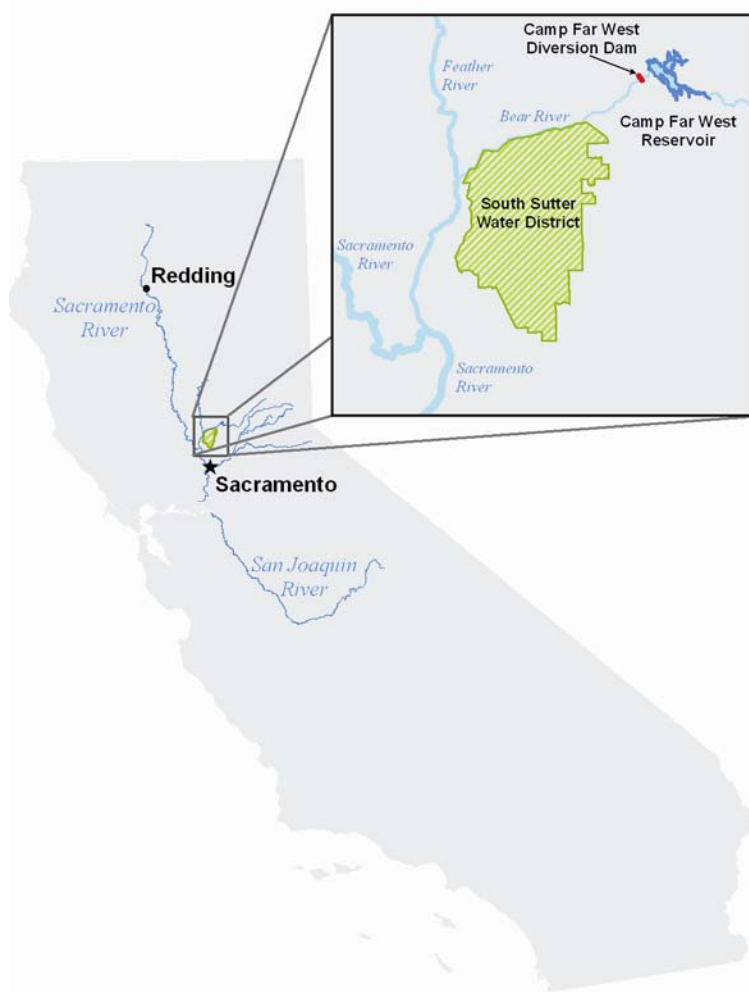 Camp Far West
Diversion Dam
Feather
River
Bear River
Camp Far West
Reservoir
South Sutter
Water District
Sacramento
River
Sacramento
River
Redding
Sacramento
River
Sacramento
San Joaquin
River